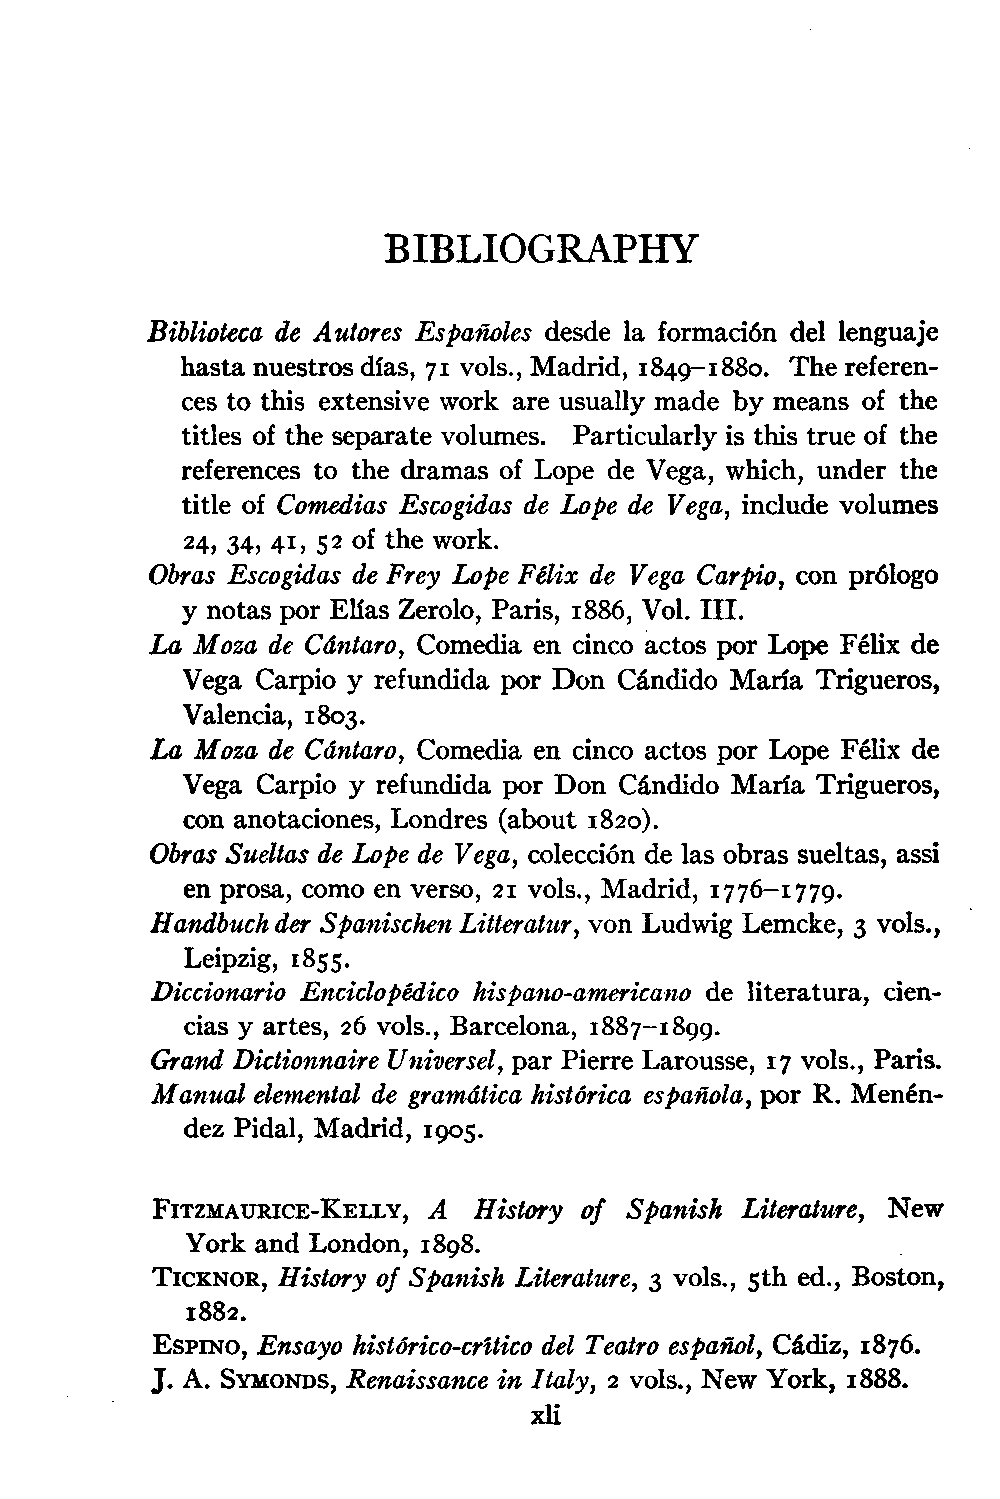 BIBLIOGRAPHY
Biblioteca de Autores Españoles desde la formación del lenguaje
hasta nuestros días, 71 vols., Madrid, 1849–1880. The referen-
ces to this extensive work are usually made by means of the
titles of the separate volumes. Particularly is this true of the
references to the dramas of Lope de Vega, which, under the
title of Comedias Escogidas de Lope de Vega, include volumes
24, 34, 41, 52 of the work.
Obras Escogidas de Frey Lope Félix de Vega Carpio, con prólogo
y notas por Elías Zerolo, Paris, 1886, Vol. III.
La Moza de Cántaro, Comedia en cinco actos por Lope Félix de
Vega Carpio y refundida por Don Cándido María Trigueros,
Valencia, 1803.
La Moza de Cántaro, Comedia en cinco actos por Lope Félix de
Vega Carpio y refundida por Don Cándido María Trigueros,
con anotaciones, Londres (about 1820).
Obras Sueltas de Lope de Vega, colección de las obras sueltas, assi
en prosa, como en verso, 21 vols., Madrid, 1776–1779.
Handbuch der Spanischen Litteratur, von Ludwig Lemcke, 3 vols.,
Leipzig, 1855.
Diccionario Enciclopédico hispano-americano de literatura, cien-
cias y artes, 26 vols., Barcelona, 1887–1899.
Grand Dictionnaire Universel, par Pierre Larousse, 17 vols., Paris.
Manual elemental de gramática histórica española, por R. Menén-
dez Pidal, Madrid, 1905.
FITZMAURICE-KELLY, A History of Spanish Literature, New
York and London, 1898.
TICKNOR, History of Spanish Literature, 3 vols., 5th ed., Boston,
1882.
ESPINO, Ensayo histórico-crítico del Teatro español, Cádiz, 1876.
J. A. SYMONDS, Renaissance in Italy, 2 vols., New York, 1888.
xli